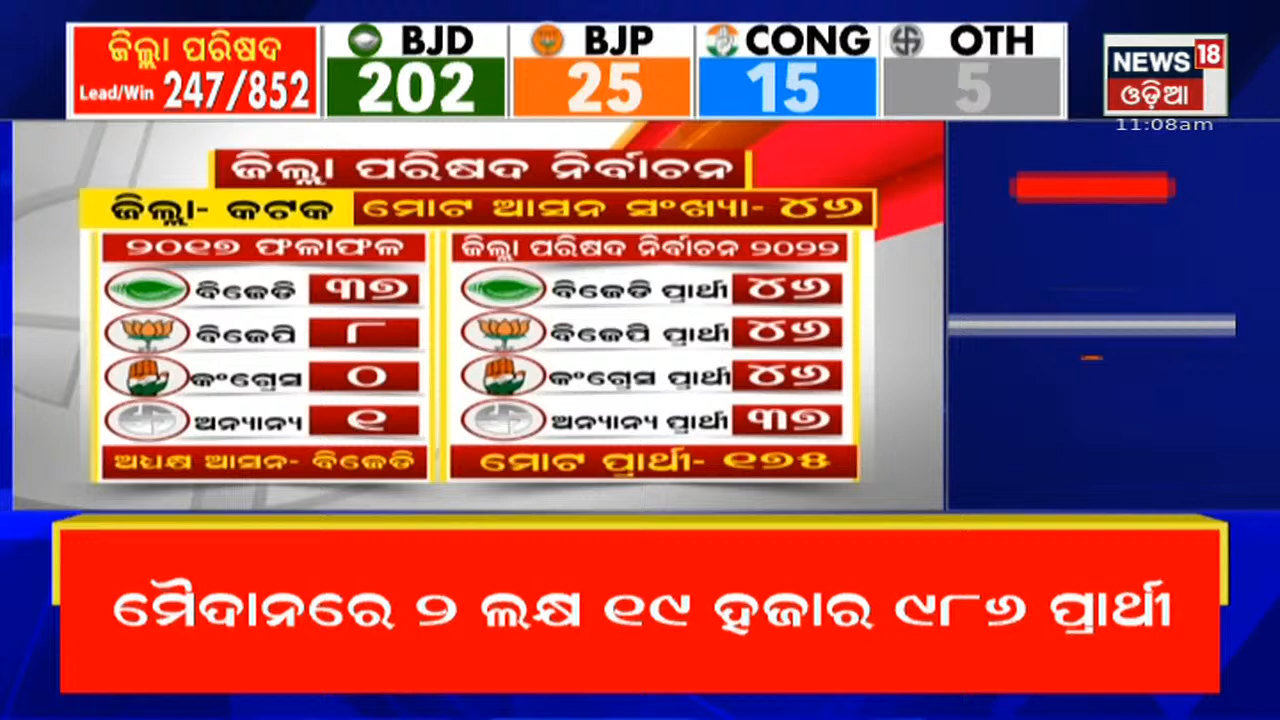 ଜିଲ୍ଲା ପରିଷଦ
Lead/Win 247/852
BJD
202
BJP
25
CONG
15
OTH
5
NEWS 18
ଓଡ଼ିଆ
11:08am
ଜିଲ୍ଲା ପରିଷଦ ନିର୍ବାଚନ
ଜିଲ୍ଲା- କଟକ ମୋଟ ଆସନ ସଂଖ୍ୟା- ୪୬
୨୦୧୭ ଫଳାଫଳ
ବିଜେଡି ୩୭
ବିଜେପି ୮
କଂଗ୍ରେସ ୦
ଅନ୍ୟାନ୍ୟ ୧
ଅଧ୍ୟକ୍ଷ ଆସନ- ବିଜେଡି
ଜିଲ୍ଲା ପରିଷଦ ନିର୍ବାଚନ ୨୦୨୨
ବିଜେଡି ପ୍ରାର୍ଥୀ ୪୬
ବିଜେପି ପ୍ରାର୍ଥୀ ୪୬
କଂଗ୍ରେସ ପ୍ରାର୍ଥୀ ୪୬
ଅନ୍ୟାନ୍ୟ ପ୍ରାର୍ଥୀ ୩୭
ମୋଟ ପ୍ରାର୍ଥୀ- ୧୭୫
ମୈଦାନରେ ୨ ଲକ୍ଷ ୧୯ ହଜାର ୯୮୬ ପ୍ରାର୍ଥୀ